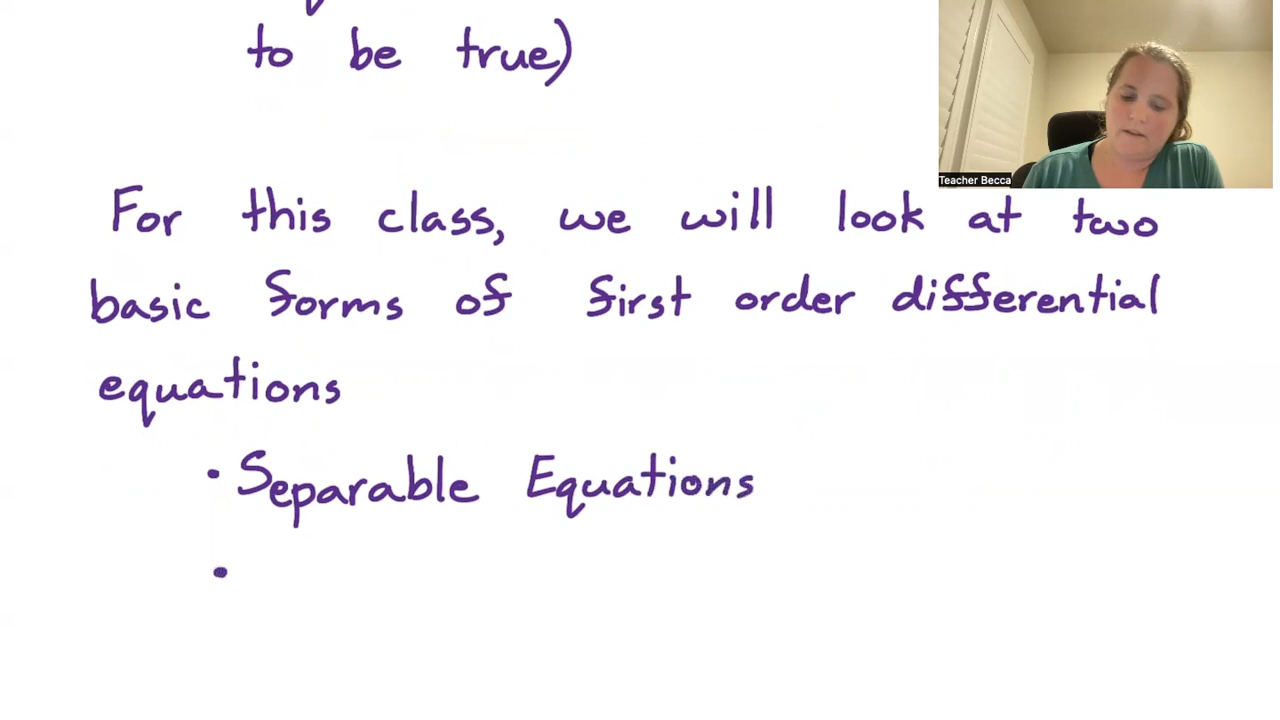 to be true)
Teacher Becca
For this class, we will look at two
basic forms of first order differential
equations
• Separable Equations
•